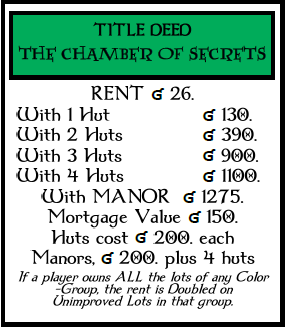 TITLE DEED
THE CHAMBER OF SECRETS
RENT ʛ 26.
With 1 Hut ʛ 130.
With 2 Huts ʛ 390.
With 3 Huts ʛ 900.
With 4 Huts ʛ 1100.
With MANOR ʛ 1275.
Mortgage Value ʛ 150.
Huts cost ʛ 200. each
Manors, ʛ 200. plus 4 huts
If a player owns ALL the lots of any Color
-Group, the rent is Doubled on
Unimproved Lots in that group.